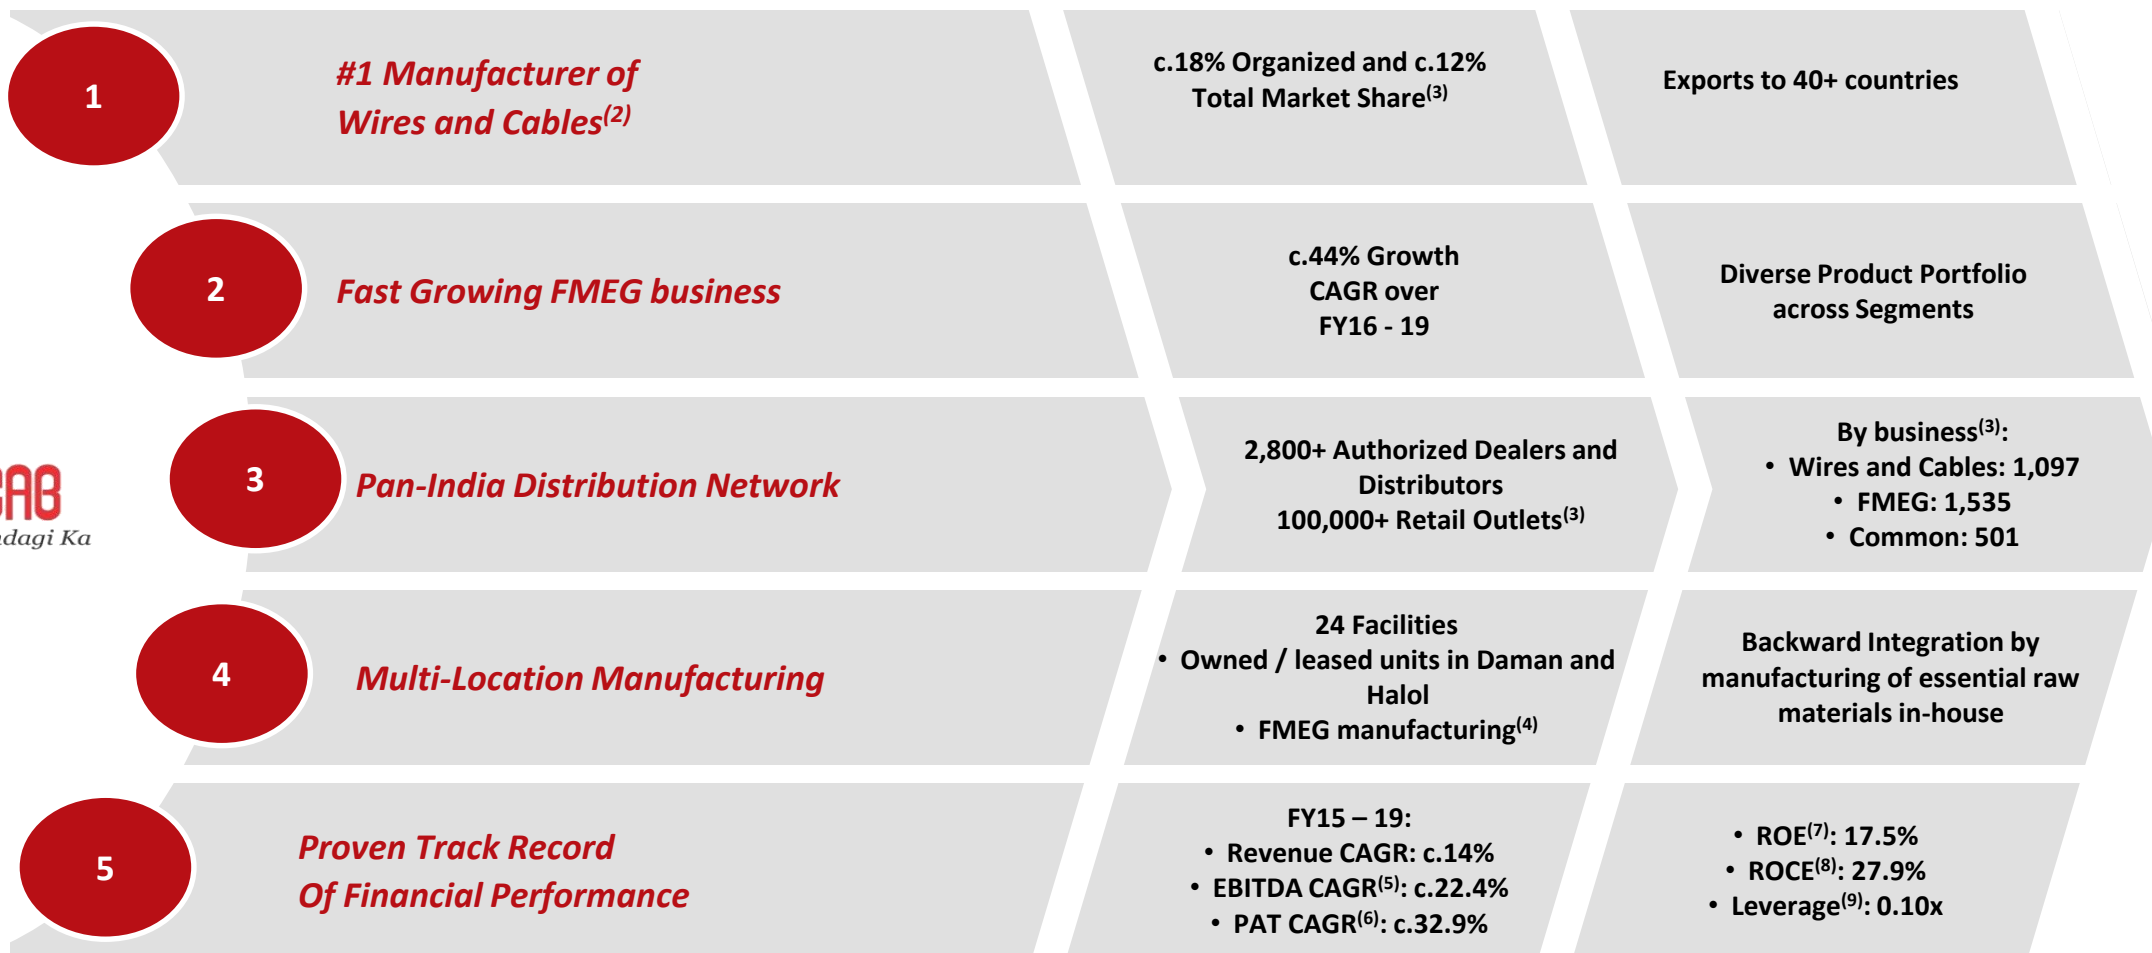 1
#1 Manufacturer of
Wires and Cables(2)
c.18% Organized and c.12%
Total Market Share(3)
Exports to 40+ countries
2
Fast Growing FMEG business
c.44% Growth
CAGR over
FY16 - 19
Diverse Product Portfolio
across Segments
3
Pan-India Distribution Network
2,800+ Authorized Dealers and
Distributors
100,000+ Retail Outlets(3)
By business(3):
• Wires and Cables: 1,097
• FMEG: 1,535
• Common: 501
Ka
4
Multi-Location Manufacturing
24 Facilities
• Owned / leased units in Daman and
Halol
• FMEG manufacturing(4)
Backward Integration by
manufacturing of essential raw
materials in-house
5
Proven Track Record
Of Financial Performance
FY15 – 19:
• Revenue CAGR: c.14%
• EBITDA CAGR(5): c.22.4%
• PAT CAGR(6): c.32.9%
• ROE(7): 17.5%
• ROCE(8): 27.9%
• Leverage(9): 0.10x